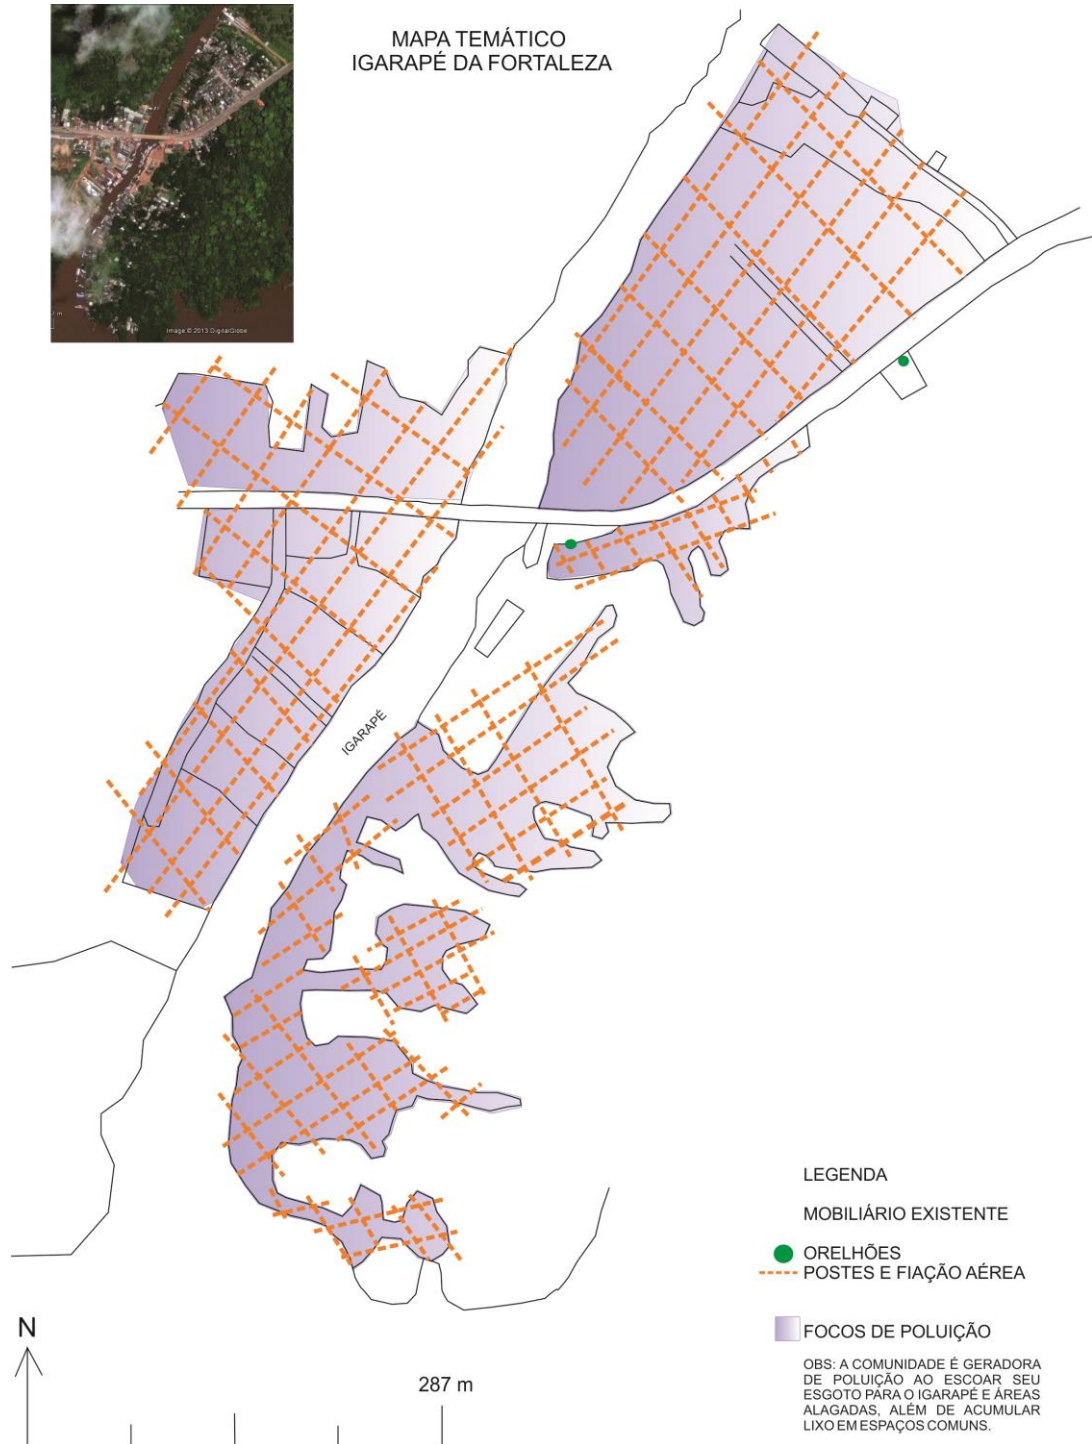 MAPA TEMÁTICO
IGARAPÉ DA FORTALEZA
Image © 2013 DigitalGlobe
IGARAPÉ
LEGENDA
MOBILIÁRIO EXISTENTE
ORELHÕES
POSTES E FIAÇÃO AÉREA
FOCOS DE POLUIÇÃO
OBS: A COMUNIDADE É GERADORA
DE POLUIÇÃO AO ESCOAR SEU
ESGOTO PARA O IGARAPÉ E ÁREAS
ALAGADAS, ALÉM DE ACUMULAR
LIXO EM ESPAÇOS COMUNS.
N
287 m